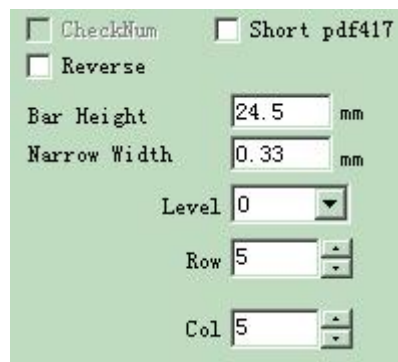 CheckNum Short pdf417
Reverse
Bar Height 24.5 mm
Narrow Width 0.33 mm
Level 0
Row 5
Col 5